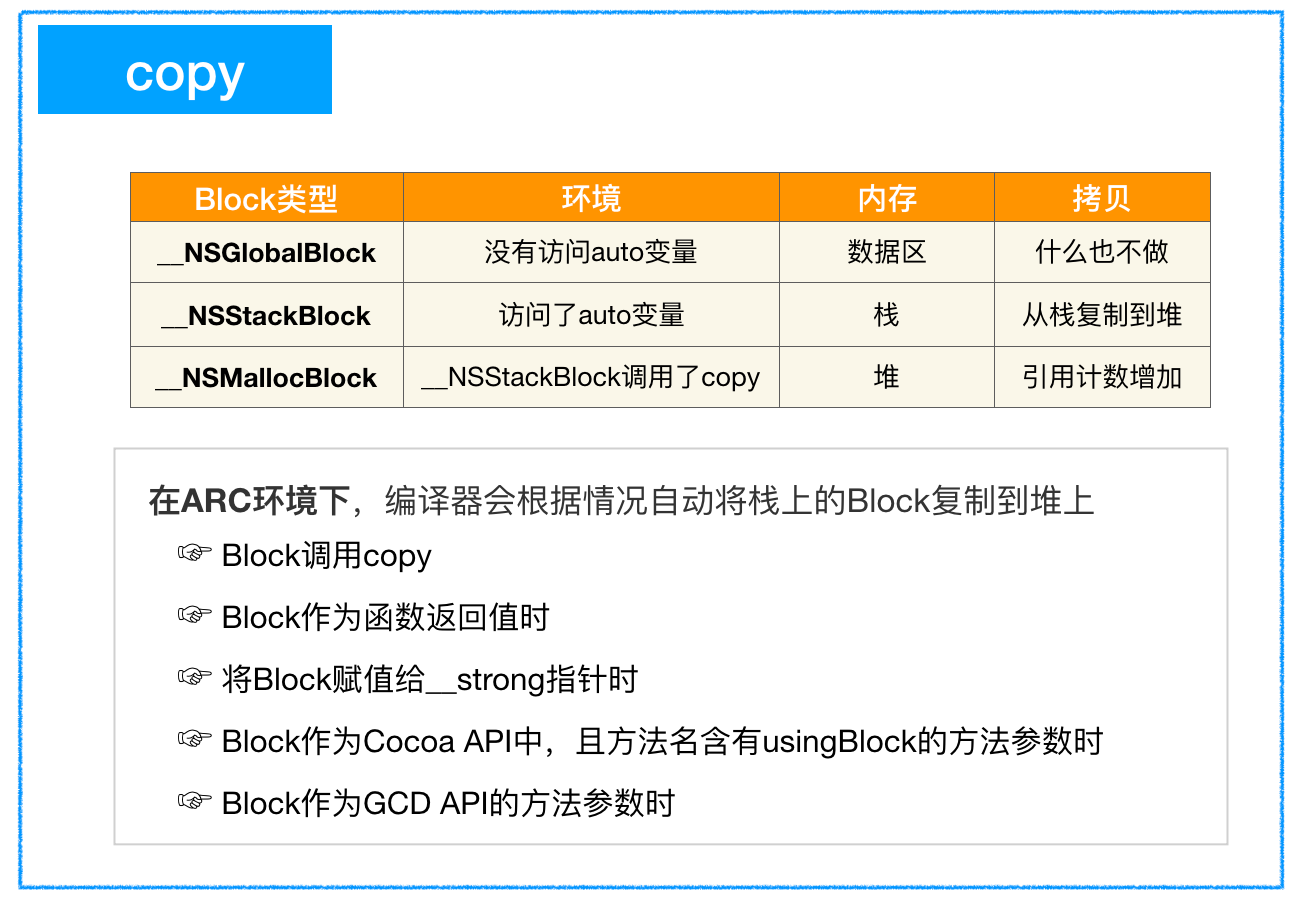 copy
Block类型 环境 内存 拷贝
__NSGlobalBlock 没有访问auto变量 数据区 什么也不做
__NSStackBlock 访问了auto变量 栈 从栈复制到堆
__NSMallocBlock __NSStackBlock调用了copy 堆 引用计数增加
在ARC环境下，编译器会根据情况自动将栈上的Block复制到堆上
☞ Block调用copy
☞ Block作为函数返回值时
☞ 将Block赋值给__strong指针时
☞ Block作为Cocoa API中，且方法名含有usingBlock的方法参数时
☞ Block作为GCD API的方法参数时